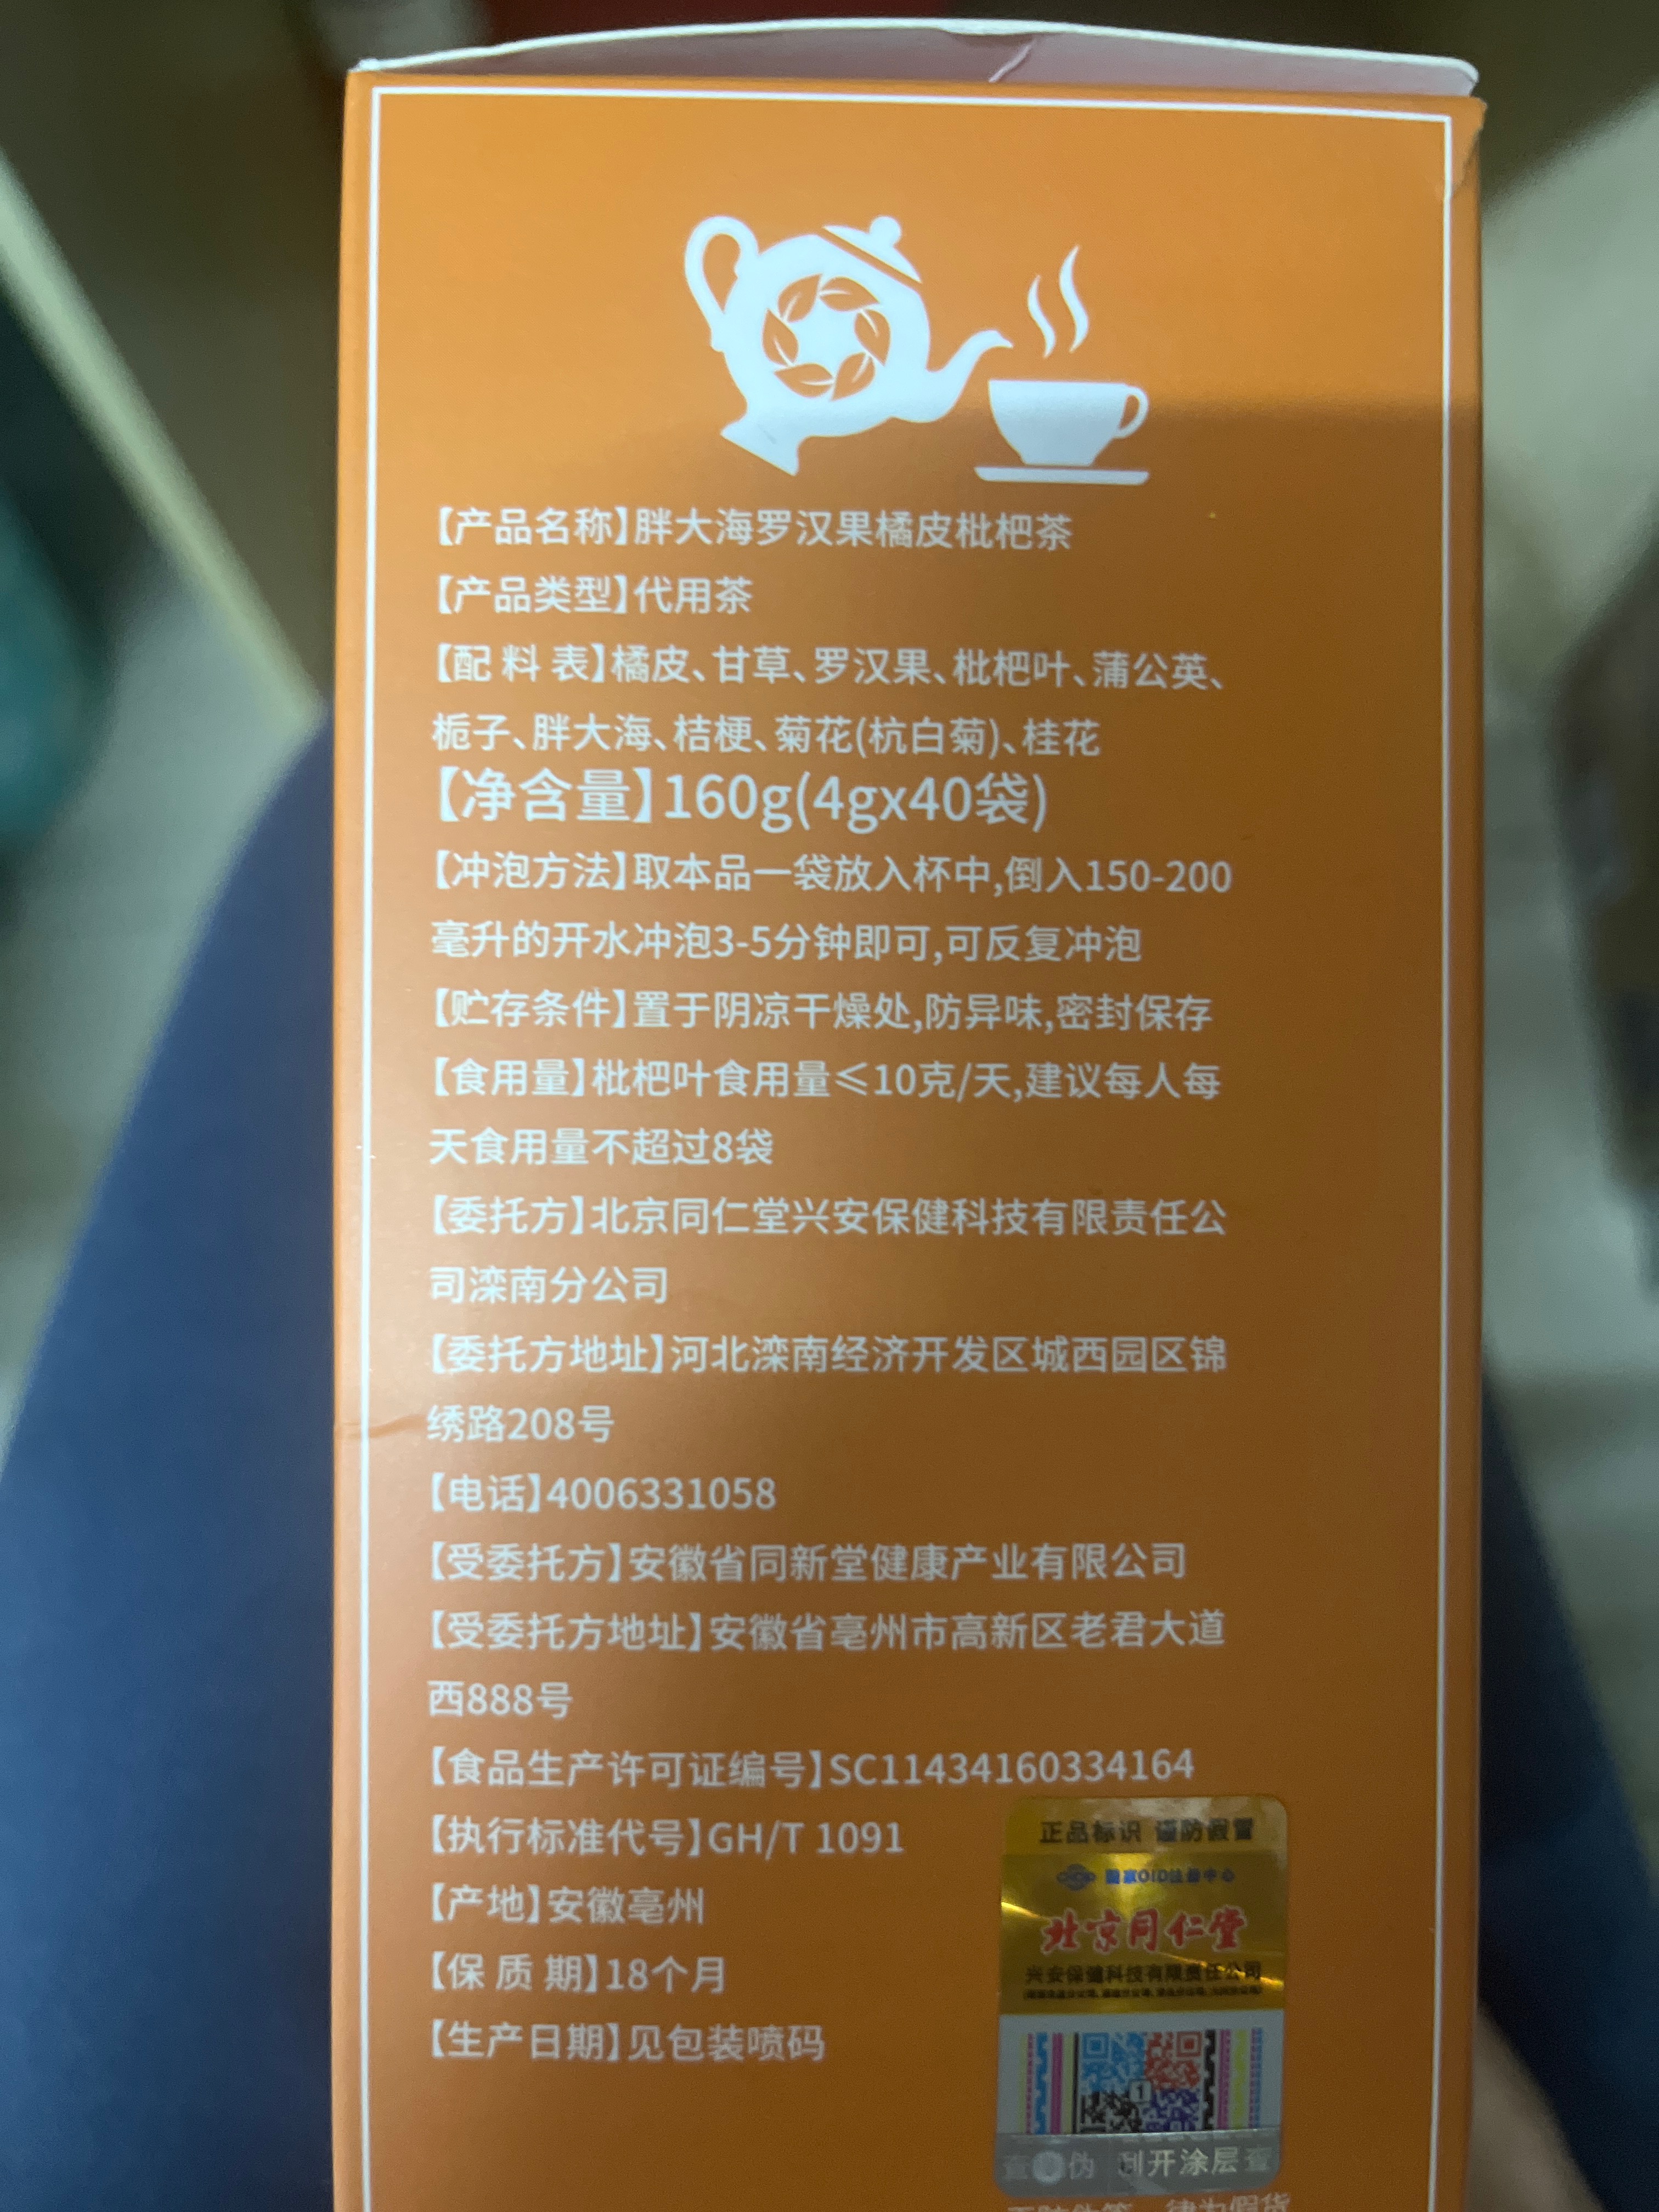 【产品名称】胖大海罗汉果橘皮枇杷茶
【产品类型】代用茶
【配 料 表】橘皮、甘草、罗汉果、枇杷叶、蒲公英、
栀子、胖大海、桔梗、菊花(杭白菊)、桂花
【净含量】160g(4gx40袋)
【冲泡方法】取本品一袋放入杯中,倒入150-200
毫升的开水冲泡3-5分钟即可,可反复冲泡
【贮存条件】置于阴凉干燥处,防异味,密封保存
【食用量】枇杷叶食用量≤10克/天,建议每人每
天食用量不超过8袋
【委托方】北京同仁堂兴安保健科技有限责任公
司滦南分公司
【委托方地址】河北滦南经济开发区城西园区锦
绣路208号
【电话】4006331058
【受委托方】安徽省同新堂健康产业有限公司
【受委托方地址】安徽省亳州市高新区老君大道
西888号
【食品生产许可证编号】SC11434160334164
【执行标准代号】GH/T 1091
【产地】安徽亳州
【保 质 期】18个月
【生产日期】见包装喷码
正品标识 谨防假冒
国家OID注册中心
北京同仁堂
兴安保健科技有限责任公司
1
伪 刮开涂层查